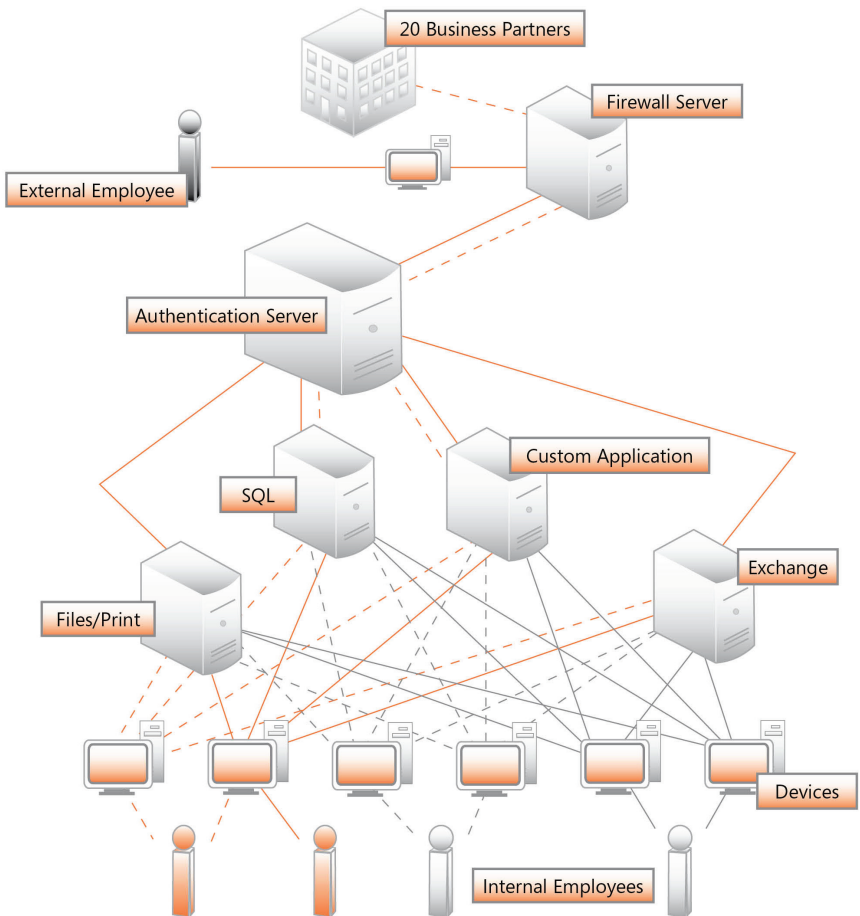 20 Business Partners
Firewall Server
External Employee
Authentication Server
Custom Application
SQL
Exchange
Files/Print
Devices
Internal Employees